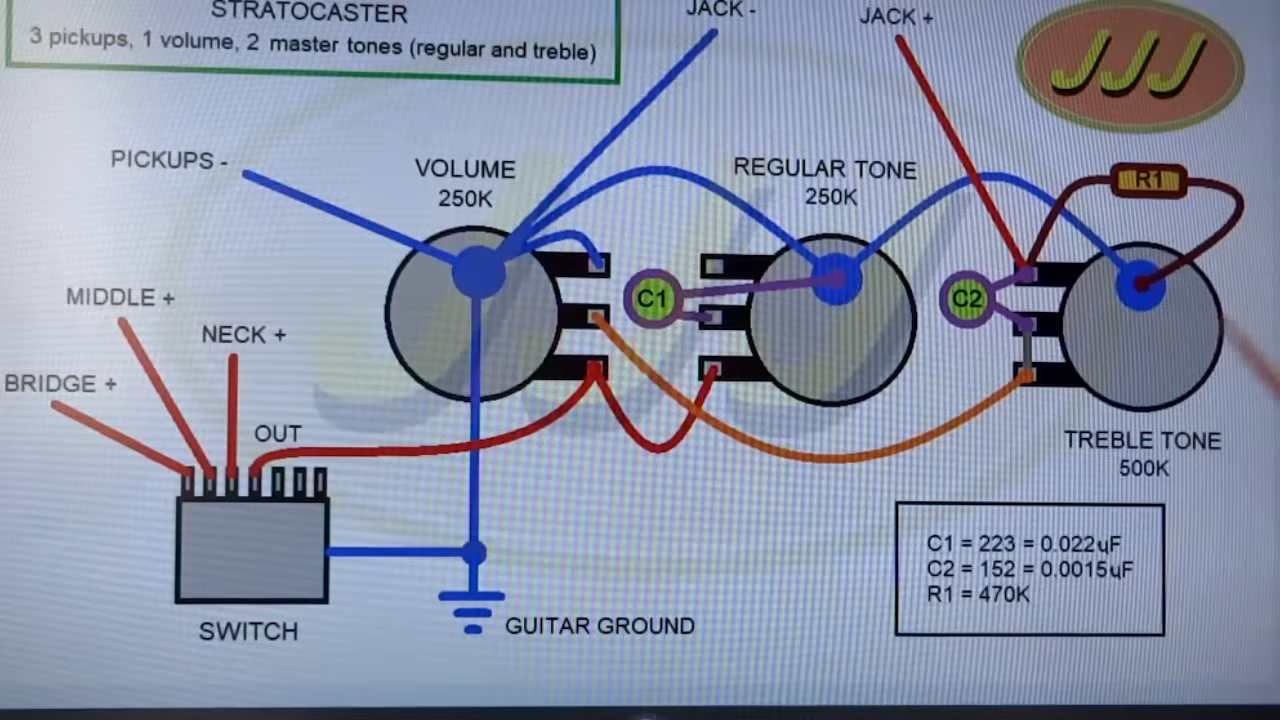 STRATOCASTER
3 pickups, 1 volume, 2 master tones (regular and treble)
JACK -
JACK +
JJJ
PICKUPS -
VOLUME
250K
REGULAR TONE
250K
R1
MIDDLE +
NECK +
BRIDGE +
C1
C2
OUT
TREBLE TONE
500K
SWITCH
GUITAR GROUND
C1 = 223 = 0.022uF
C2 = 152 = 0.0015uF
R1 = 470K